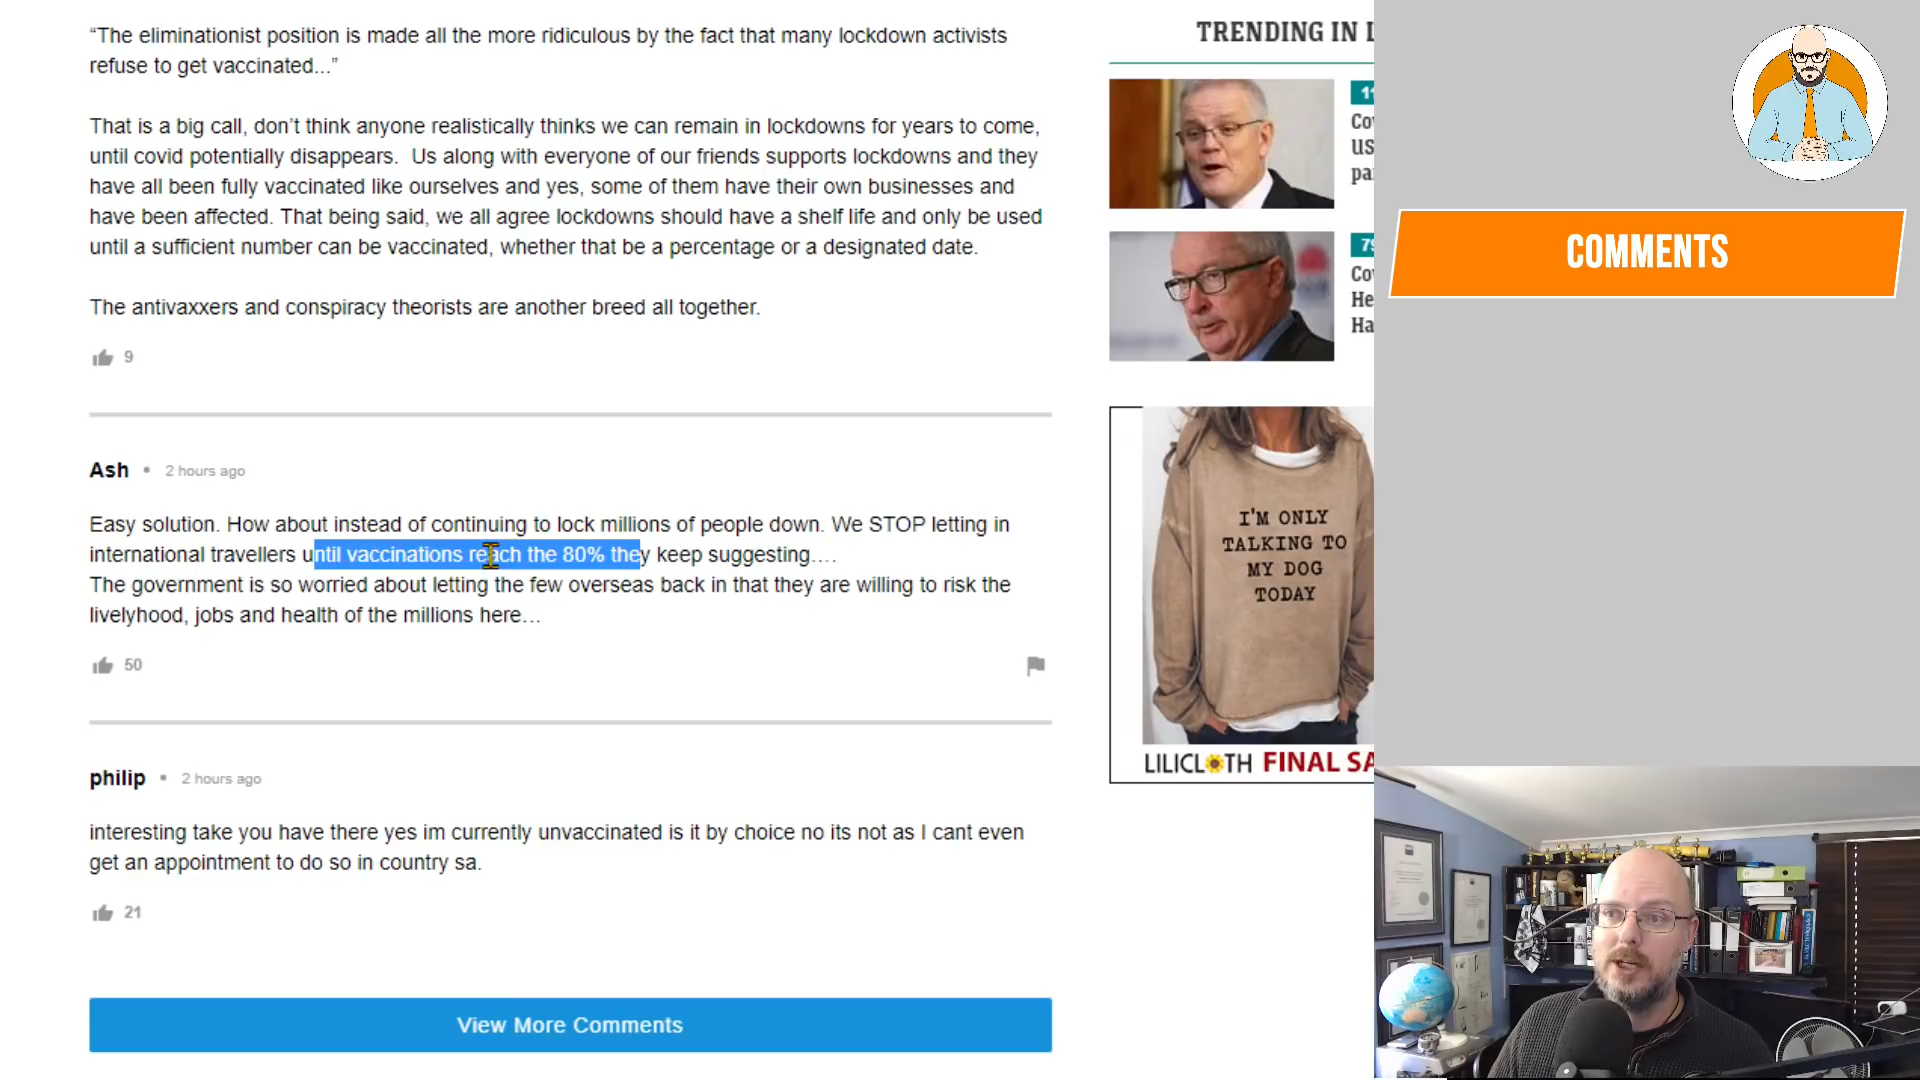 “The eliminationist position is made all the more ridiculous by the fact that many lockdown activists
refuse to get vaccinated...”
That is a big call, don’t think anyone realistically thinks we can remain in lockdowns for years to come,
until covid potentially disappears.  Us along with everyone of our friends supports lockdowns and they
have all been fully vaccinated like ourselves and yes, some of them have their own businesses and
have been affected. That being said, we all agree lockdowns should have a shelf life and only be used
until a sufficient number can be vaccinated, whether that be a percentage or a designated date.
The antivaxxers and conspiracy theorists are another breed all together.
9
Ash • 2 hours ago
Easy solution. How about instead of continuing to lock millions of people down. We STOP letting in
international travellers until vaccinations reach the 80% they keep suggesting....
The government is so worried about letting the few overseas back in that they are willing to risk the
livelyhood, jobs and health of the millions here...
50
philip • 2 hours ago
interesting take you have there yes im currently unvaccinated is it by choice no its not as I cant even
get an appointment to do so in country sa.
21
View More Comments
TRENDING IN
Co
us
pa
Co
He
Ha
I'M ONLY
TALKING TO
MY DOG
TODAY
LILICLOTH FINAL SA
COMMENTS